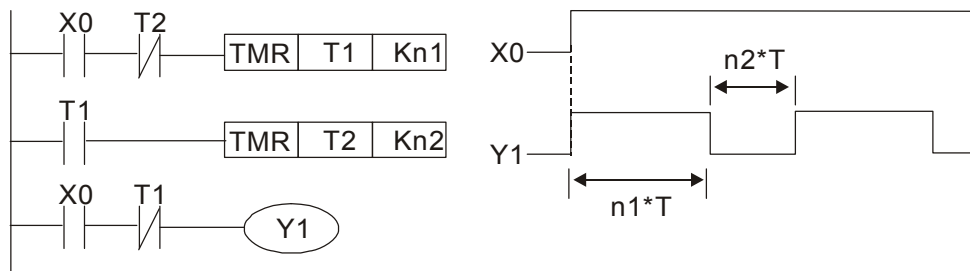 X0 T2
TMR T1 Kn1
T1
TMR T2 Kn2
X0 T1
Y1
X0
n2*T
Y1
n1*T